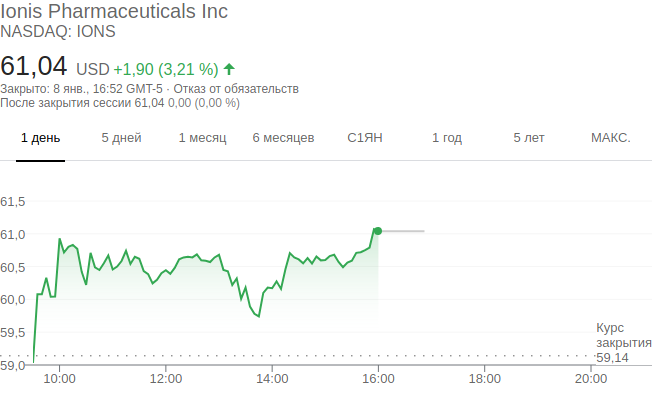 Ionis Pharmaceuticals Inc
NASDAQ: IONS
61,04 USD +1,90 (3,21 %)
Закрыто: 8 янв., 16:52 GMT-5 · Отказ от обязательств
После закрытия сессии 61,04 0,00 (0,00 %)
1 день 5 дней 1 месяц 6 месяцев С1ЯН 1 год 5 лет МАКС.
61,5
61,0
60,5
60,0
59,5
59,0
Курс
закрытия
59,14
10:00 12:00 14:00 16:00 18:00 20:00